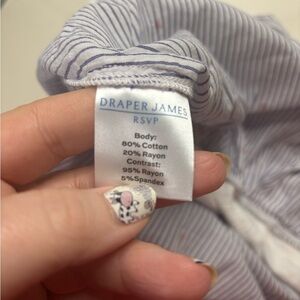 DRAPER JAMES
RSVP
Body:
80% Cotton
20% Rayon
Contrast:
95% Rayon
5%Spandex